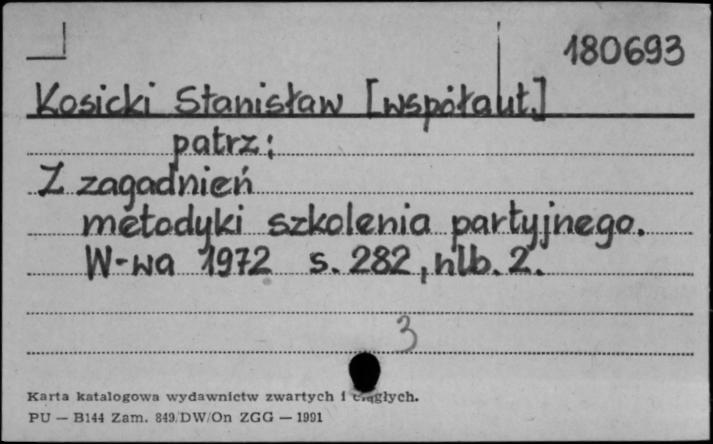 180693
Kosicki Stanisław [współaut.]
patrz:
Z zagadnień
metodyki szkolenia partyjnego.
W-wa 1972 s. 282, nlb. 2.
3
Karta katalogowa wydawnictw zwartych i ciągłych.
PU — B144 Zam. 849/DW/On ZGG — 1991